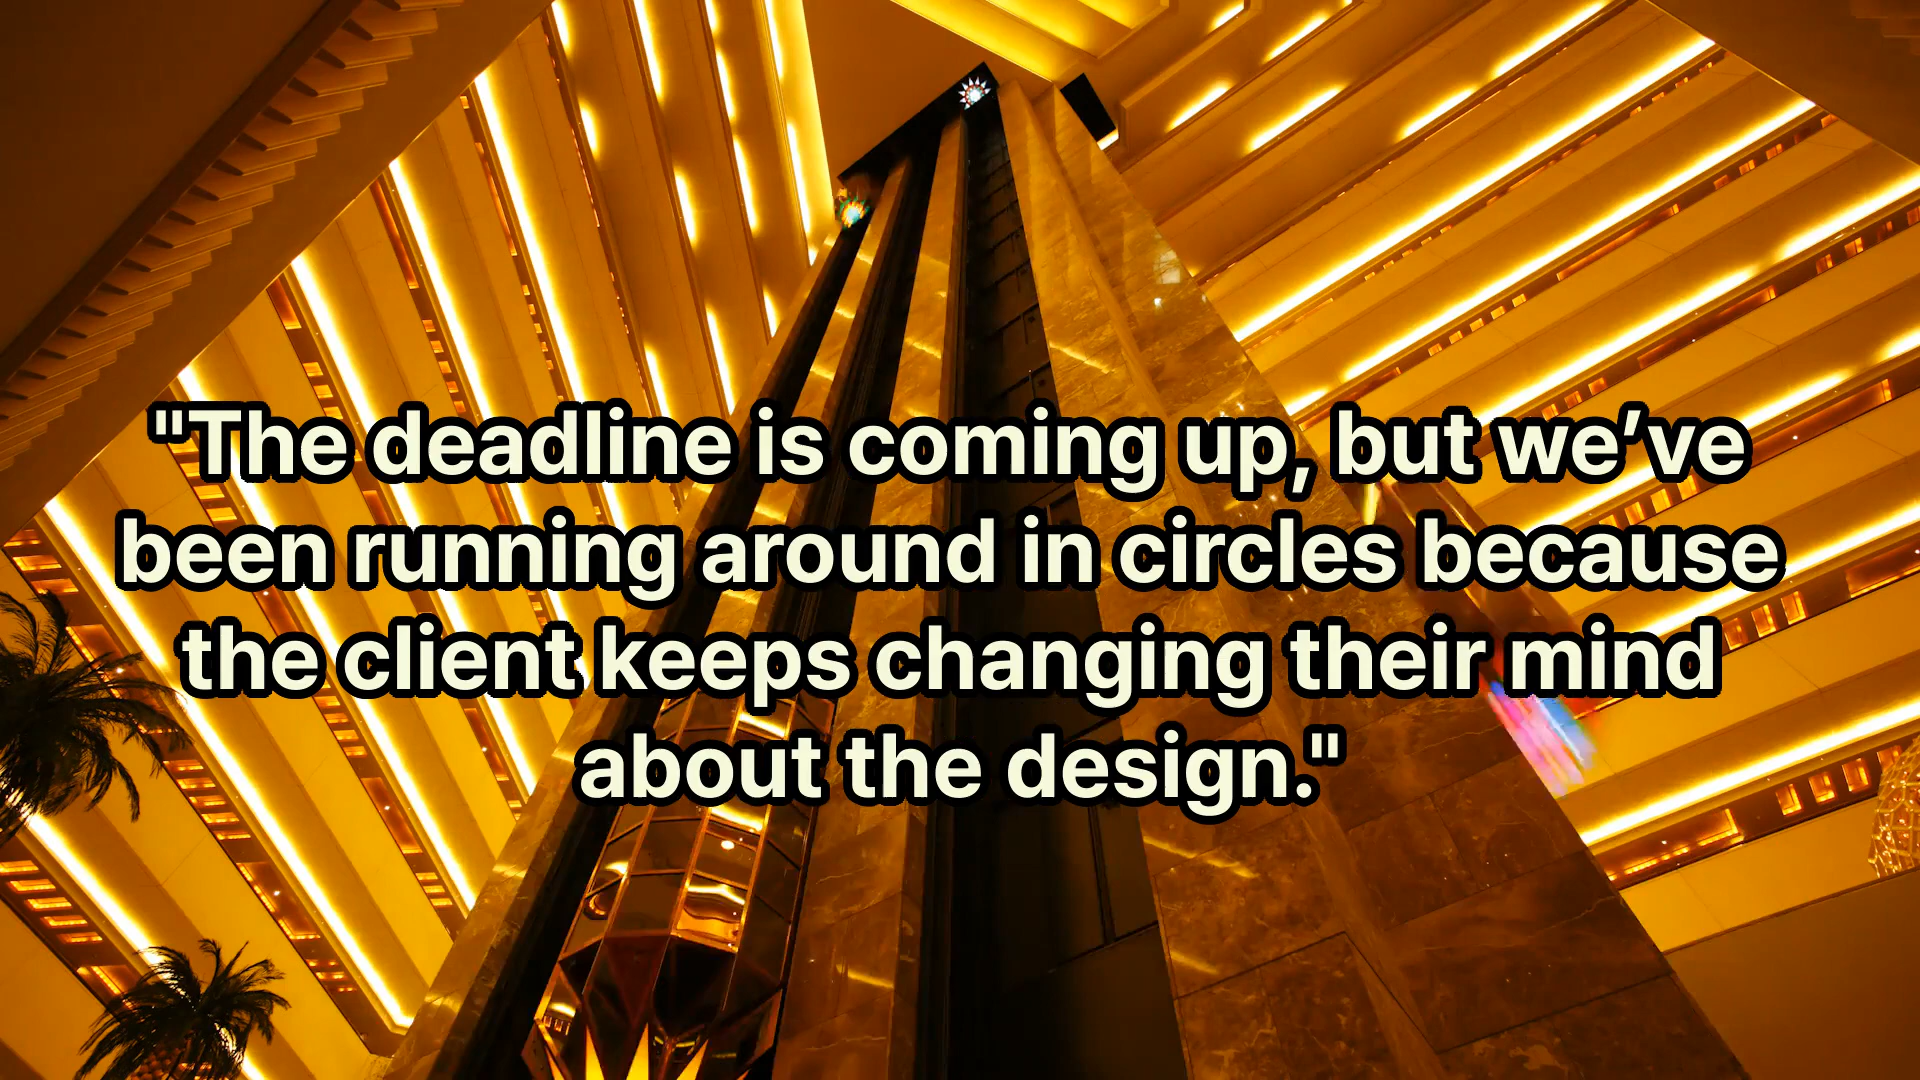 "The deadline is coming up, but we’ve
been running around in circles because
the client keeps changing their mind
about the design."